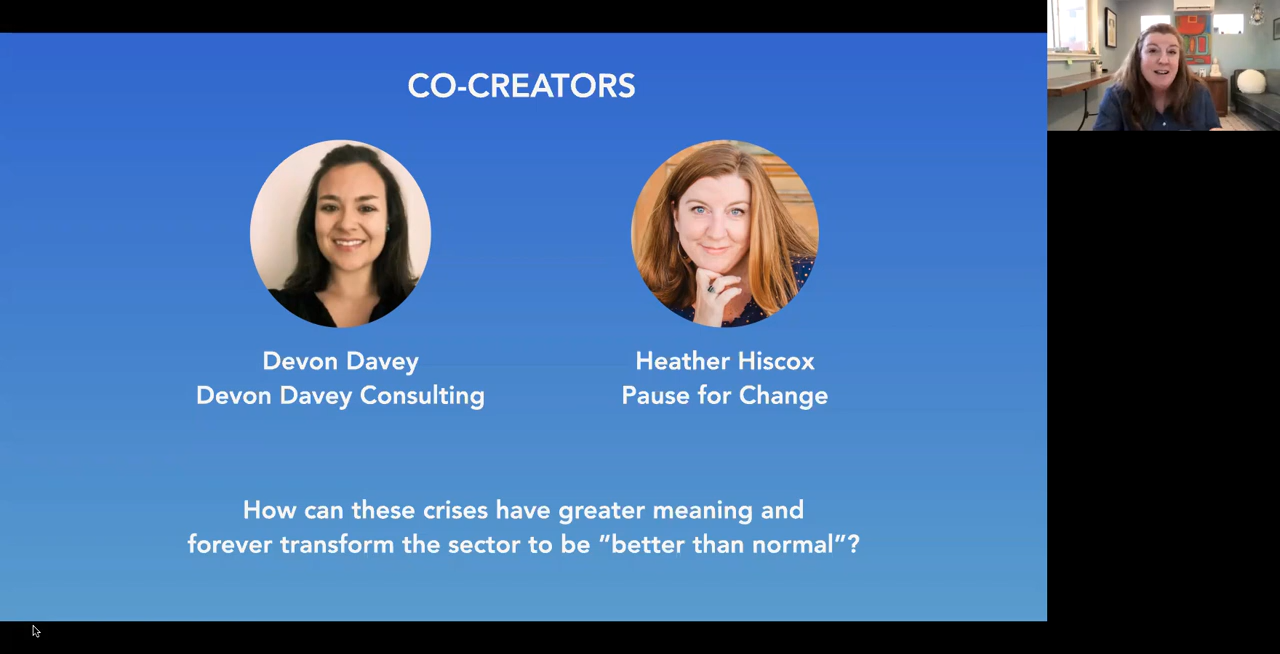 CO-CREATORS
Devon Davey
Devon Davey Consulting
Heather Hiscox
Pause for Change
How can these crises have greater meaning and
forever transform the sector to be ”better than normal”?